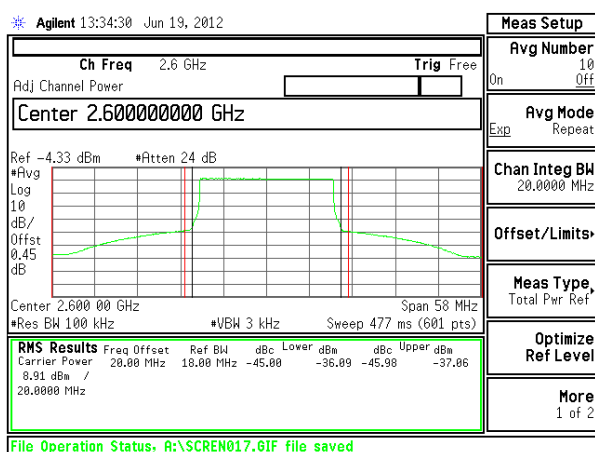 Agilent 13:34:30 Jun 19, 2012
Meas Setup
Ch Freq 2.6 GHz Trig Free
Adj Channel Power
Center 2.600000000 GHz
Ref -4.33 dBm #Atten 24 dB
#Avg
Log
10
dB/
Offst
0.45
dB
Center 2.600 00 GHz Span 58 MHz
#Res BW 100 kHz #VBW 3 kHz Sweep 477 ms (601 pts)
RMS Results Freq Offset Ref BW dBc Lower dBm dBc Upper dBm
Carrier Power 20.00 MHz 18.00 MHz -45.00 -36.09 -45.98 -37.06
8.91 dBm /
20.0000 MHz
Avg Number
10
On Off
Avg Mode
Exp Repeat
Chan Integ BW
20.0000 MHz
Offset/Limits
Meas Type
Total Pwr Ref
Optimize
Ref Level
More
1 of 2
File Operation Status, A:\SCREN017.GIF file saved